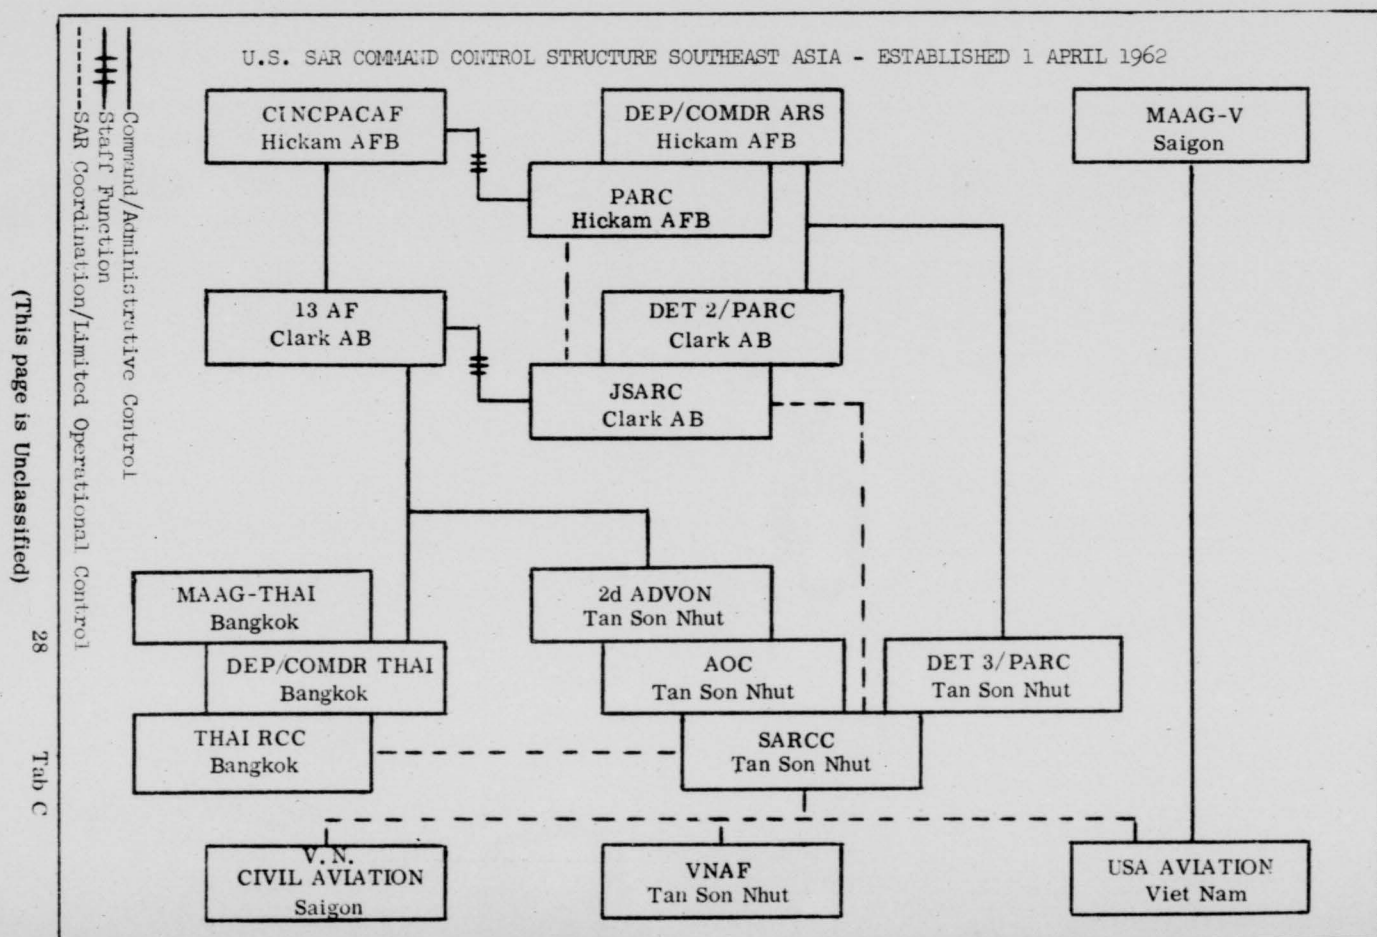 U.S. SAR COMMAND CONTROL STRUCTURE SOUTHEAST ASIA - ESTABLISHED 1 APRIL 1962
CINCPACAF
Hickam AFB
DEP/COMDR ARS
Hickam AFB
MAAG-V
Saigon
PARC
Hickam AFB
13 AF
Clark AB
DET 2/PARC
Clark AB
JSARC
Clark AB
MAAG-THAI
Bangkok
2d ADVON
Tan Son Nhut
DEP/COMDR THAI
Bangkok
AOC
Tan Son Nhut
DET 3/PARC
Tan Son Nhut
THAI RCC
Bangkok
SARCC
Tan Son Nhut
V.N.
CIVIL AVIATION
Saigon
VNAF
Tan Son Nhut
USA AVIATION
Viet Nam
Command/Administrative Control
Staff Function
SAR Coordination/Limited Operational Control
(This page is Unclassified)
28
Tab C